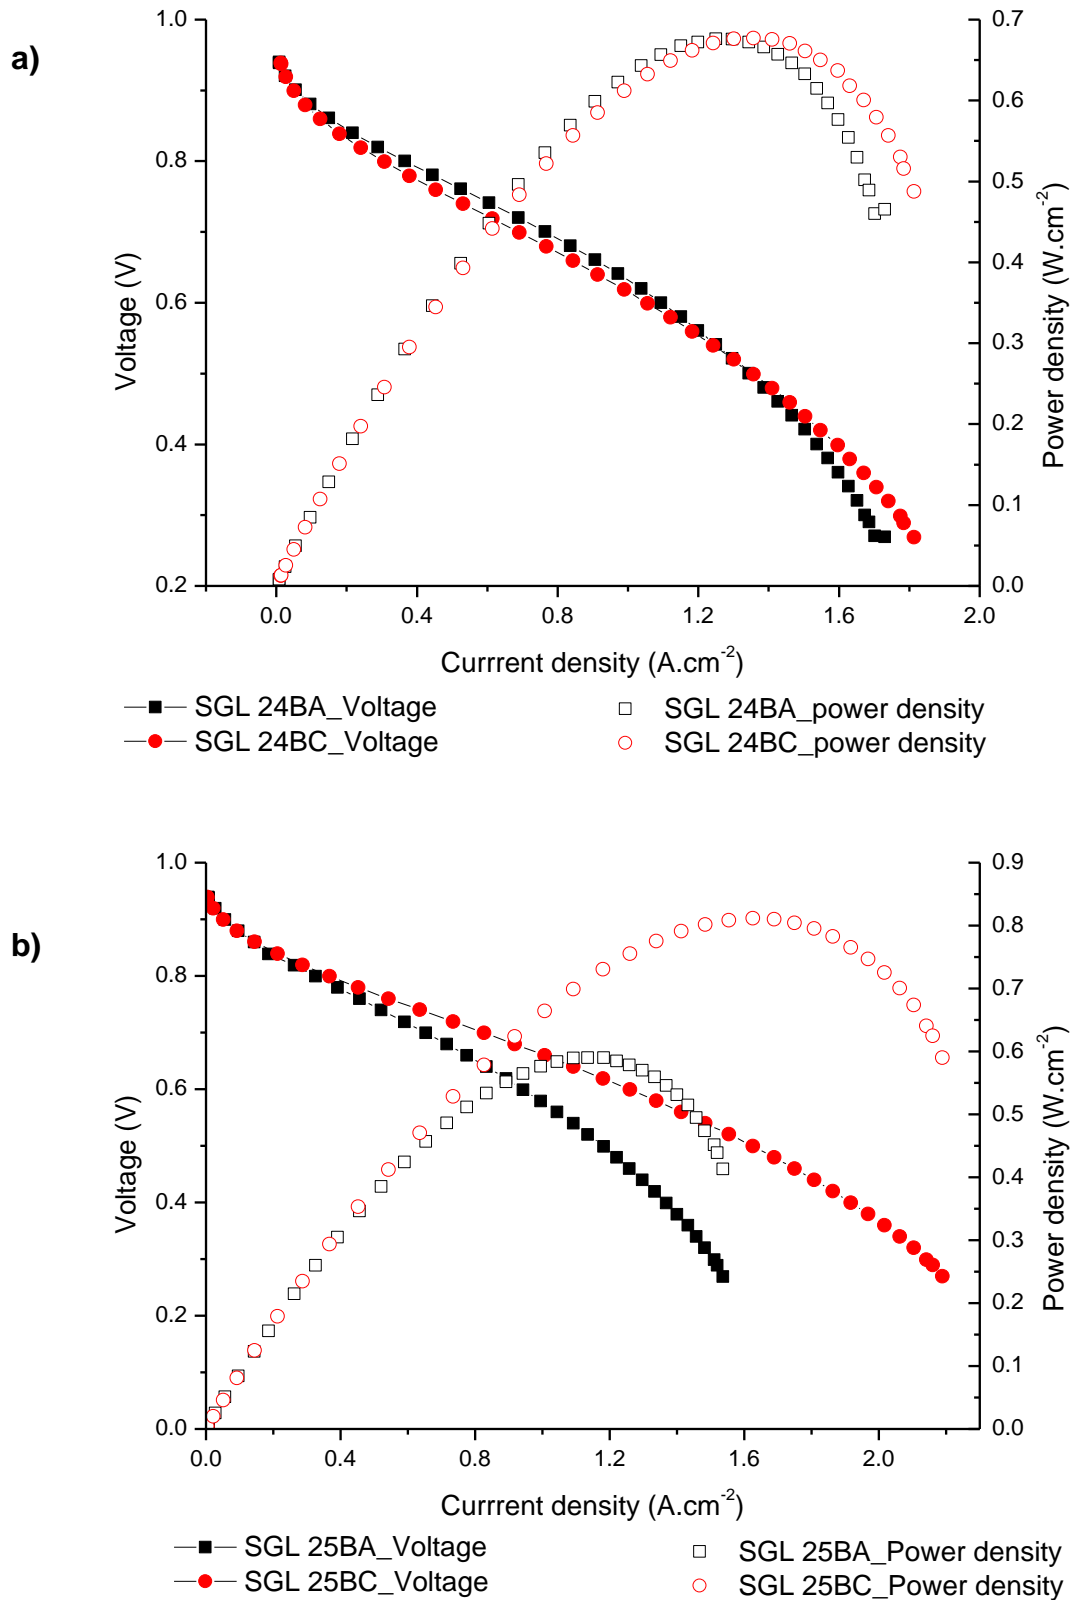 a)
1.0
0.8
0.6
0.4
0.2
Voltage (V)
0.7
0.6
0.5
0.4
0.3
0.2
0.1
0.0
Power density (W.cm-2)
0.0 0.4 0.8 1.2 1.6 2.0
Currrent density (A.cm-2)
SGL 24BA_Voltage
SGL 24BC_Voltage
SGL 24BA_power density
SGL 24BC_power density
b)
1.0
0.8
0.6
0.4
0.2
0.0
Voltage (V)
0.9
0.8
0.7
0.6
0.5
0.4
0.3
0.2
0.1
0.0
Power density (W.cm-2)
0.0 0.4 0.8 1.2 1.6 2.0
Currrent density (A.cm-2)
SGL 25BA_Voltage
SGL 25BC_Voltage
SGL 25BA_Power density
SGL 25BC_Power density